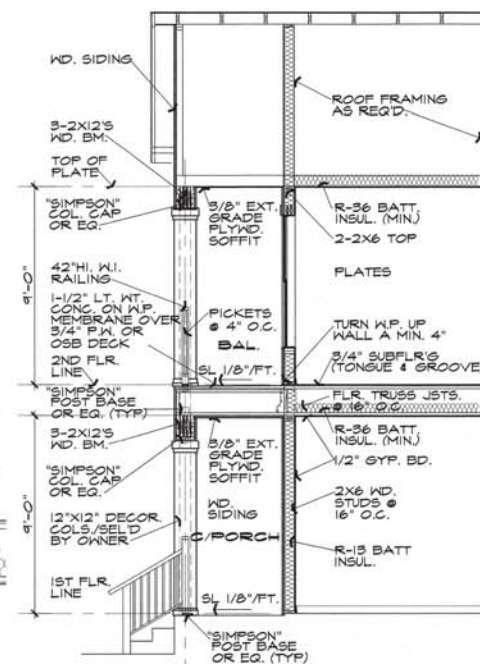 WD. SIDING
3-2X12'S
WD. BM.
TOP OF
PLATE
"SIMPSON"
COL. CAP
OR EQ.
9'-0"
42"HI. W.I.
RAILING
1-1/2" LT. WT.
CONC. ON W.P.
MEMBRANE OVER
3/4" P.W. OR
OSB DECK
2ND FLR.
LINE
"SIMPSON"
POST BASE
OR EQ. (TYP)
3-2X12'S
WD. BM.
"SIMPSON"
COL. CAP
OR EQ.
9'-0"
12"X12" DECOR.
COLS./SEL'D
BY OWNER
1ST FLR.
LINE
3/8" EXT.
GRADE
PLYWD.
SOFFIT
PICKETS
@ 4" O.C.
BAL.
SL 1/8"/FT.
3/8" EXT.
GRADE
PLYWD.
SOFFIT
WD.
SIDING
C/PORCH
SL 1/8"/FT.
"SIMPSON"
POST BASE
OR EQ. (TYP)
ROOF FRAMING
AS REQ'D.
R-36 BATT.
INSUL. (MIN.)
2-2X6 TOP
PLATES
TURN W.P. UP
WALL A MIN. 4"
3/4" SUBFLR'G
(TONGUE & GROOVE
FLR. TRUSS JSTS.
@ 16" O.C.
R-36 BATT.
INSUL. (MIN.)
1/2" GYP. BD.
2X6 WD.
STUDS @
16" O.C.
R-13 BATT
INSUL.